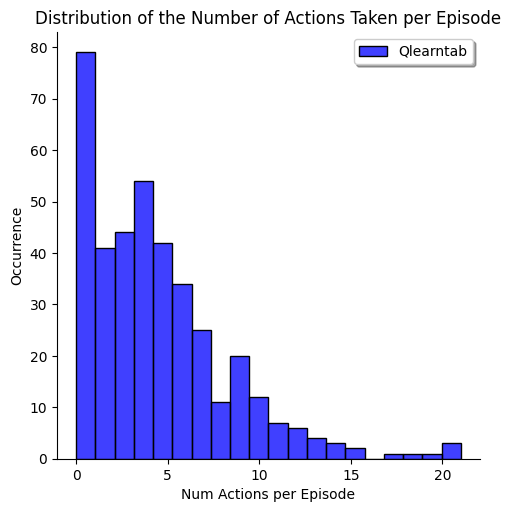 Distribution of the Number of Actions Taken per Episode
Qlearntab
80
70
60
50
40
30
20
10
0
Occurrence
0 5 10 15 20
Num Actions per Episode